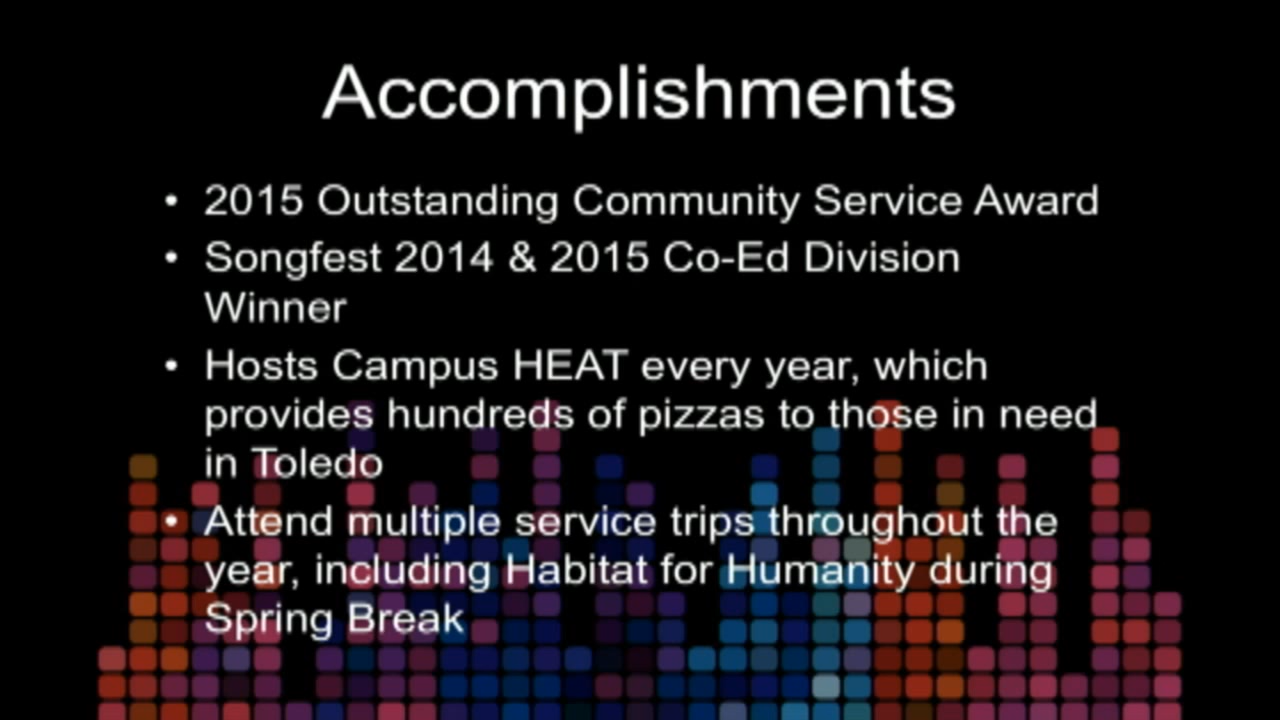 Accomplishments
• 2015 Outstanding Community Service Award
• Songfest 2014 & 2015 Co-Ed Division
Winner
• Hosts Campus HEAT every year, which
provides hundreds of pizzas to those in need
in Toledo
• Attend multiple service trips throughout the
year, including Habitat for Humanity during
Spring Break